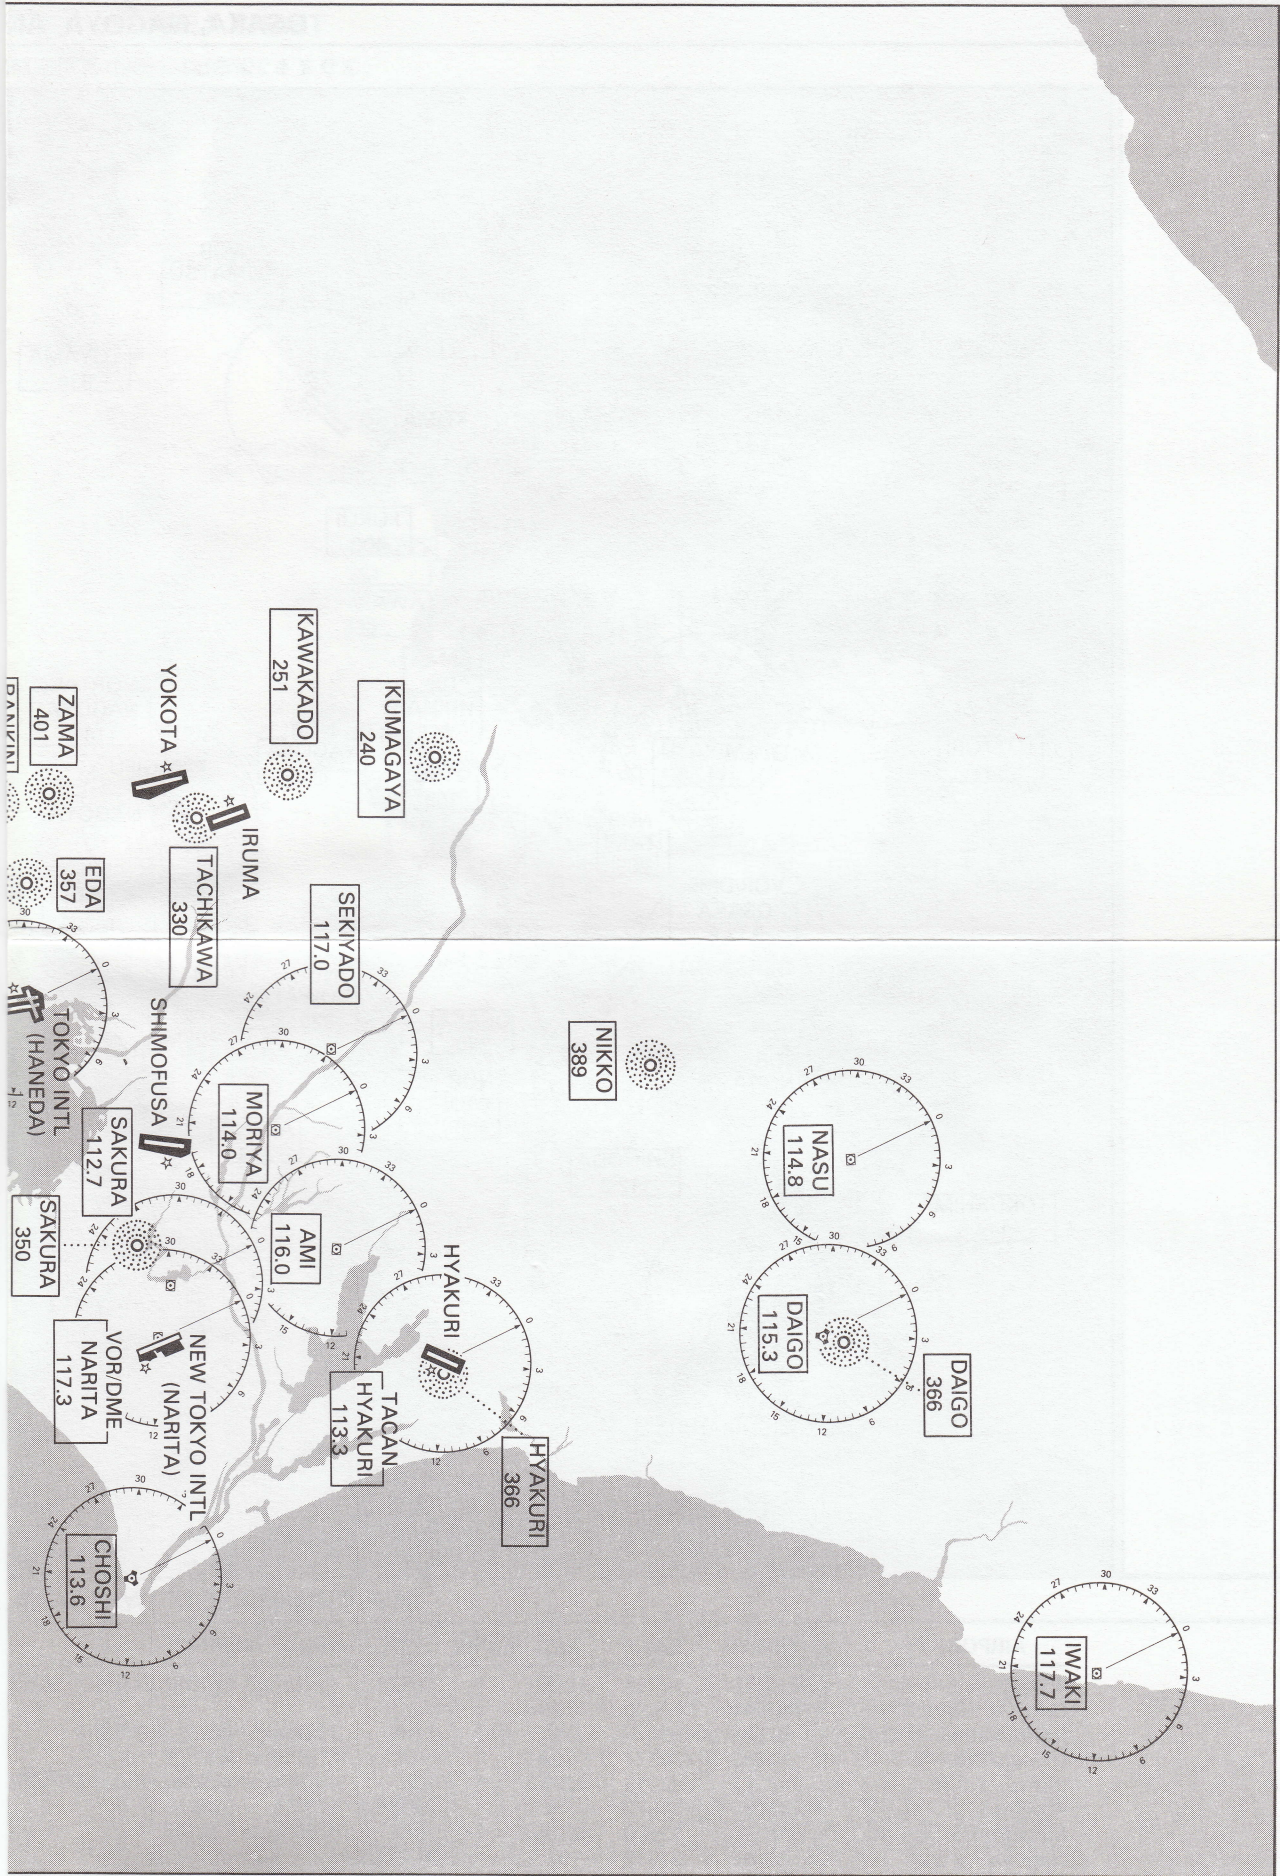 DAIGO
366
IWAKI
117.7
NASU
114.8
DAIGO
115.3
NIKKO
389
HYAKURI
366
KUMAGAYA
240
HYAKURI
TACAN
HYAKURI
113.3
SEKIYADO
117.0
KAWAKADO
251
AMI
116.0
MORIYA
114.0
IRUMA
TACHIKAWA
330
YOKOTA
SHIMOFUSA
NEW TOKYO INTL
(NARITA)
VOR/DME
NARITA
117.3
CHOSHI
113.6
SAKURA
112.7
SAKURA
350
EDA
357
ZAMA
401
TOKYO INTL
(HANEDA)